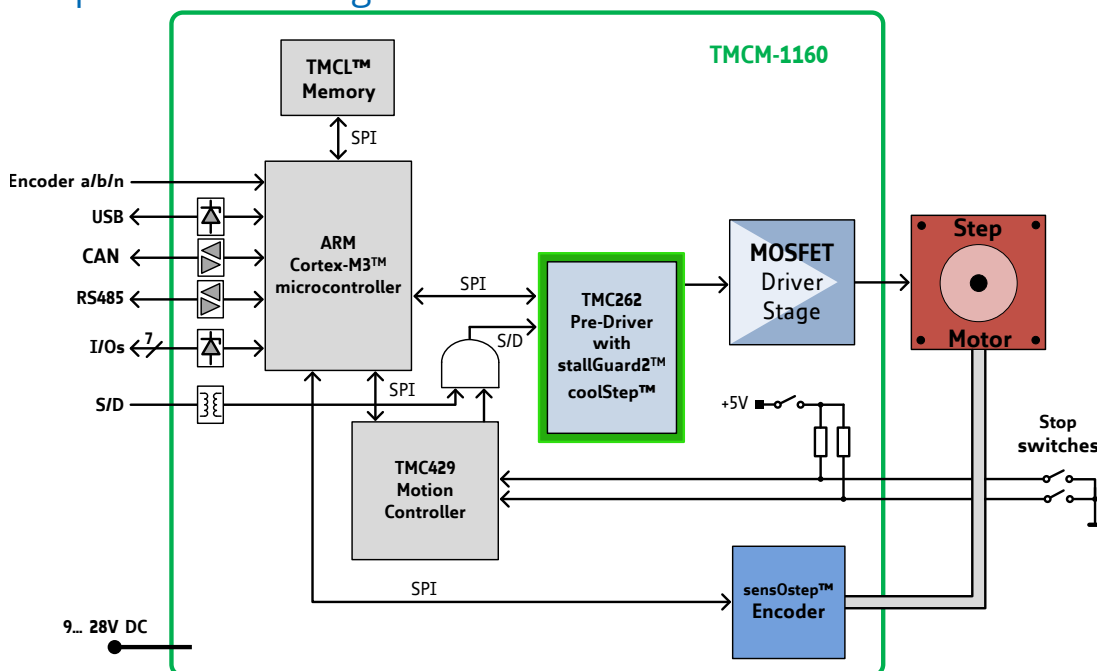 TMCM-1160
TMCL™
Memory
SPI
Encoder a/b/n
USB
CAN
RS485
7
I/Os
S/D
ARM
Cortex-M3™
microcontroller
SPI
S/D
SPI
TMC262
Pre-Driver
with
stallGuard2™
coolStep™
MOSFET
Driver
Stage
Step
Motor
+5V
Stop
switches
TMC429
Motion
Controller
SPI
sensOstep™
Encoder
9... 28V DC